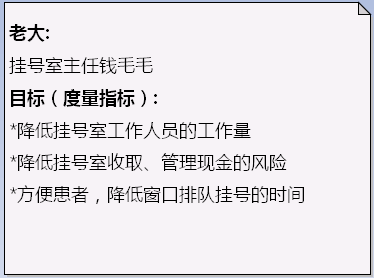 老大:
挂号室主任钱毛毛
目标（度量指标）:
*降低挂号室工作人员的工作量
*降低挂号室收取、管理现金的风险
*方便患者，降低窗口排队挂号的时间